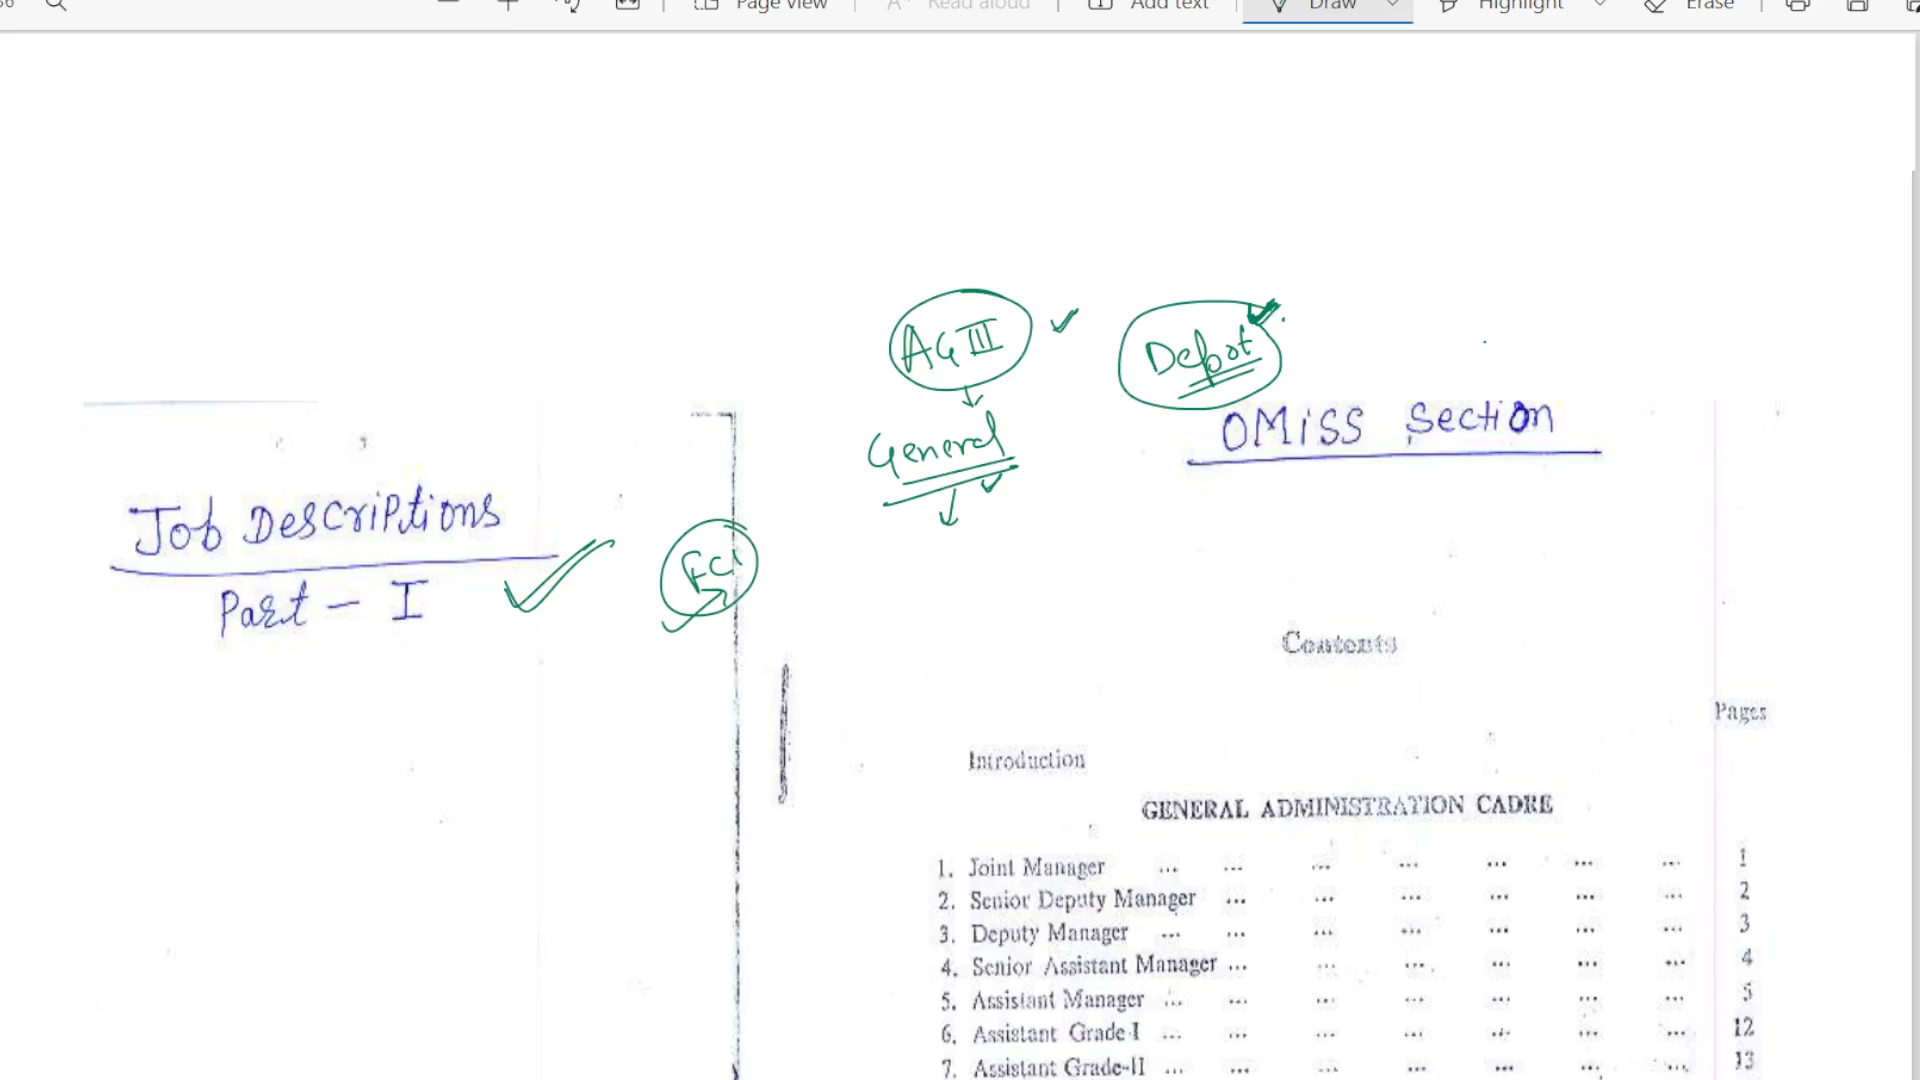 Page view
Read aloud
Add text
Draw
Highlight
Erase
AG III
Depot
General
OMiSS Section
Job Descriptions
Part - I
FCI
Contents
Pages
Introduction
GENERAL ADMINISTRATION CADRE
1. Joint Manager ... ... ... ... ... ... ... 1
2. Senior Deputy Manager ... ... ... ... ... ... 2
3. Deputy Manager ... ... ... ... ... ... ... 3
4. Senior Assistant Manager ... ... ... ... ... ... 4
5. Assistant Manager ... ... ... ... ... ... ... 5
6. Assistant Grade-I ... ... ... ... ... ... ... 12
7. Assistant Grade-II ... ... ... ... ... ... ... 13